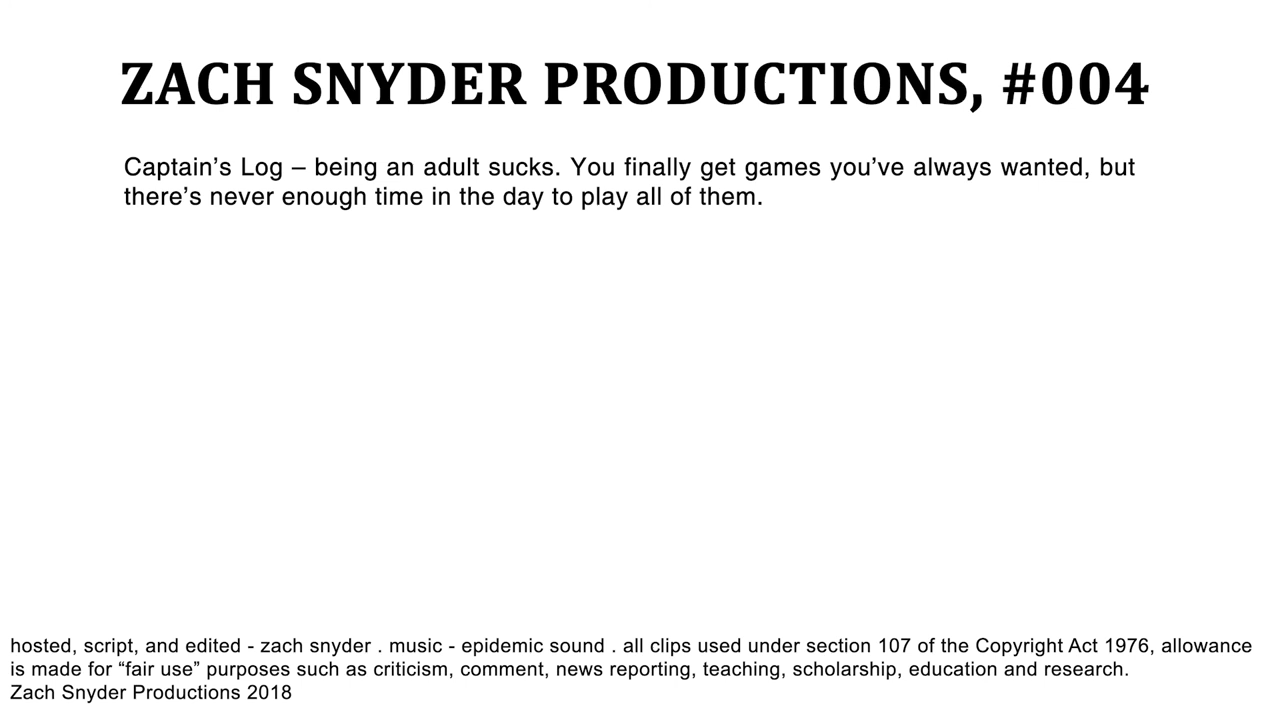 ZACH SNYDER PRODUCTIONS, #004
Captain’s Log – being an adult sucks. You finally get games you’ve always wanted, but
there’s never enough time in the day to play all of them.
hosted, script, and edited - zach snyder . music - epidemic sound . all clips used under section 107 of the Copyright Act 1976, allowance
is made for “fair use” purposes such as criticism, comment, news reporting, teaching, scholarship, education and research.
Zach Snyder Productions 2018